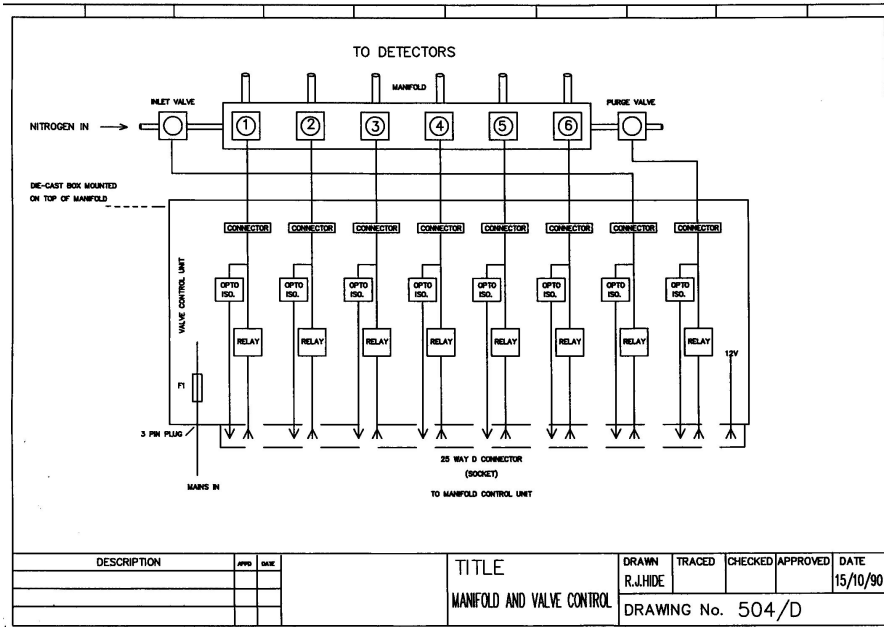 TO DETECTORS
MANIFOLD
INLET VALVE
PURGE VALVE
NITROGEN IN
1 2 3 4 5 6
DIE-CAST BOX MOUNTED
ON TOP OF MANIFOLD
CONNECTOR CONNECTOR CONNECTOR CONNECTOR CONNECTOR CONNECTOR CONNECTOR CONNECTOR
VALVE CONTROL UNIT
OPTO OPTO OPTO OPTO OPTO OPTO OPTO OPTO
ISO. ISO. ISO. ISO. ISO. ISO. ISO. ISO.
RELAY RELAY RELAY RELAY RELAY RELAY RELAY RELAY
12V
F1
3 PIN PLUG
25 WAY D CONNECTOR
(SOCKET)
MAINS IN
TO MANIFOLD CONTROL UNIT
DESCRIPTION APPD DATE
TITLE
MANIFOLD AND VALVE CONTROL
DRAWN TRACED CHECKED APPROVED DATE
R.J.HIDE 15/10/90
DRAWING No. 504/D